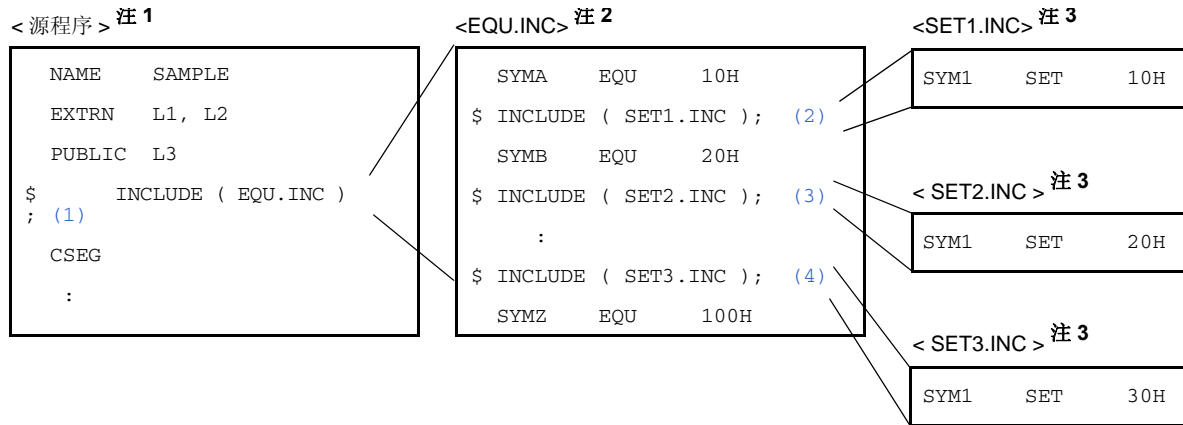 < 源程序 > 注 1
NAME SAMPLE
EXTRN L1, L2
PUBLIC L3
$ INCLUDE ( EQU.INC )
; (1)
CSEG
:
<EQU.INC> 注 2
SYMA EQU 10H
$ INCLUDE ( SET1.INC ); (2)
SYMB EQU 20H
$ INCLUDE ( SET2.INC ); (3)
:
$ INCLUDE ( SET3.INC ); (4)
SYMZ EQU 100H
<SET1.INC> 注 3
SYM1 SET 10H
< SET2.INC > 注 3
SYM1 SET 20H
< SET3.INC > 注 3
SYM1 SET 30H